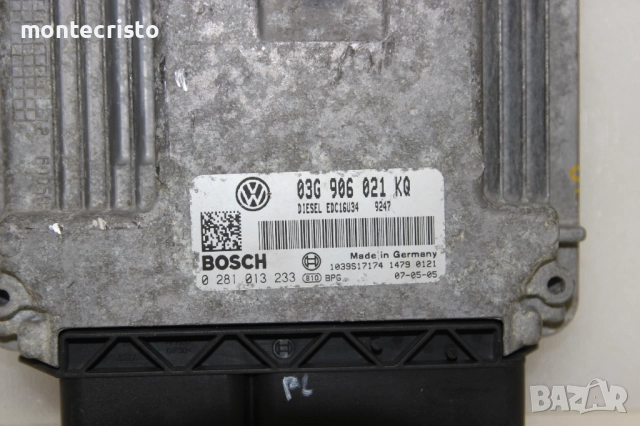 montecristo
03G 906 021 KQ
DIESEL EDC16U34 9247
BOSCH
Made in Germany
1039S17174 1479 0121
0 281 013 233 BPG 07-05-05
PL
BAZAR